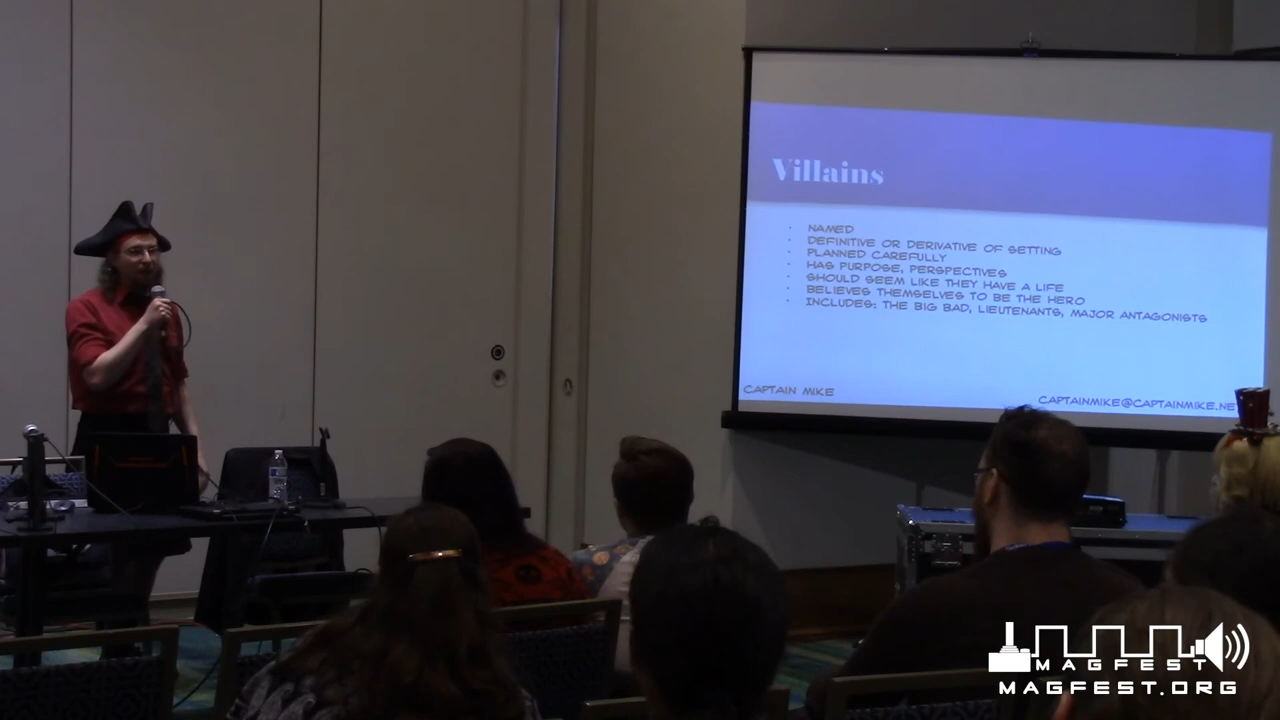 Villains
· NAMED
· DEFINITIVE OR DERIVATIVE OF SETTING
· PLANNED CAREFULLY
· HAS PURPOSE, PERSPECTIVES
· SHOULD SEEM LIKE THEY HAVE A LIFE
· BELIEVES THEMSELVES TO BE THE HERO
· INCLUDES: THE BIG BAD, LIEUTENANTS, MAJOR ANTAGONISTS
CAPTAIN MIKE
CAPTAINMIKE@CAPTAINMIKE.NE
MAGFEST
MAGFEST.ORG